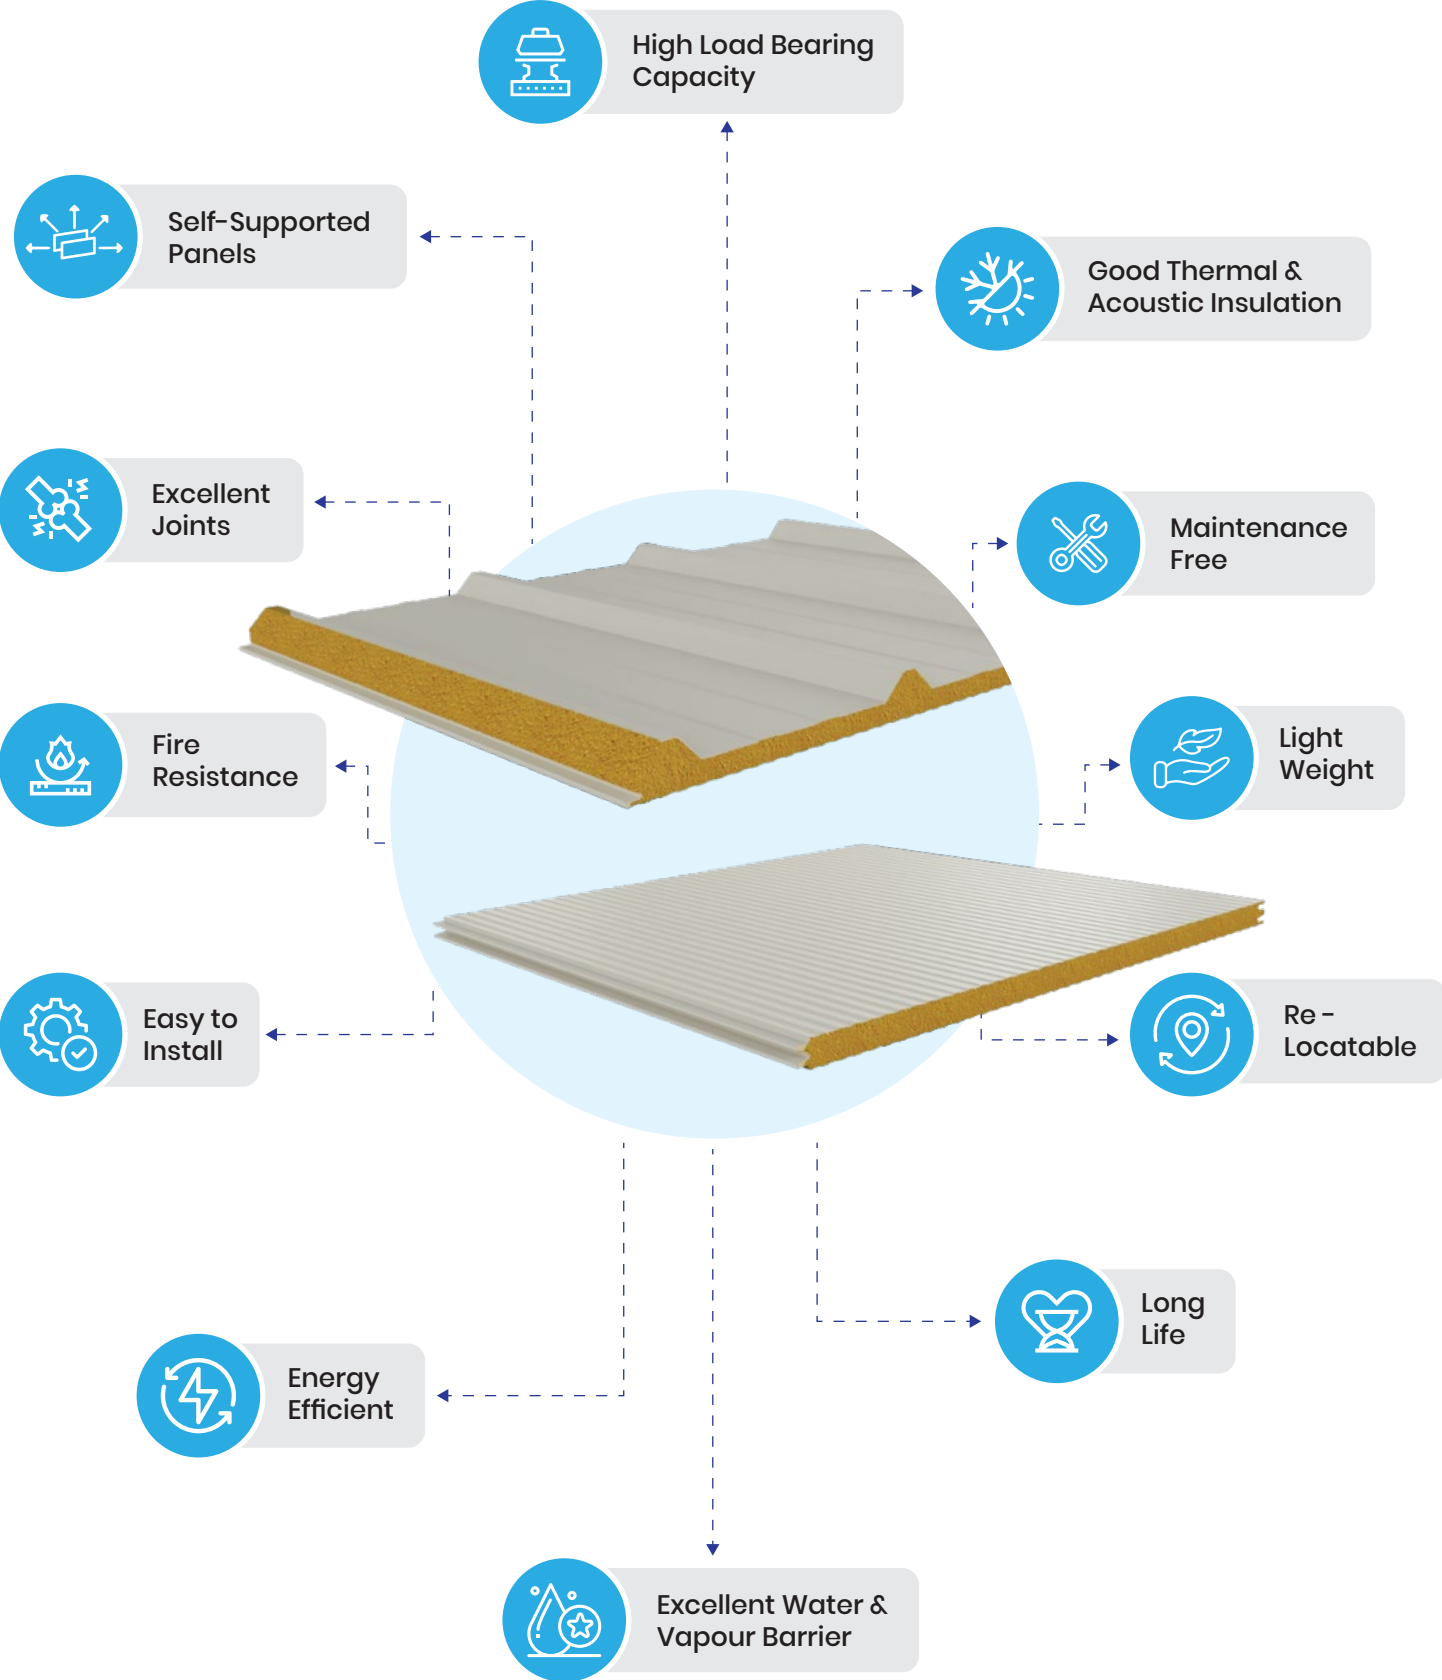 High Load Bearing
Capacity
Self-Supported
Panels
Good Thermal &
Acoustic Insulation
Excellent
Joints
Maintenance
Free
Fire
Resistance
Light
Weight
Easy to
Install
Re -
Locatable
Long
Life
Energy
Efficient
Excellent Water &
Vapour Barrier